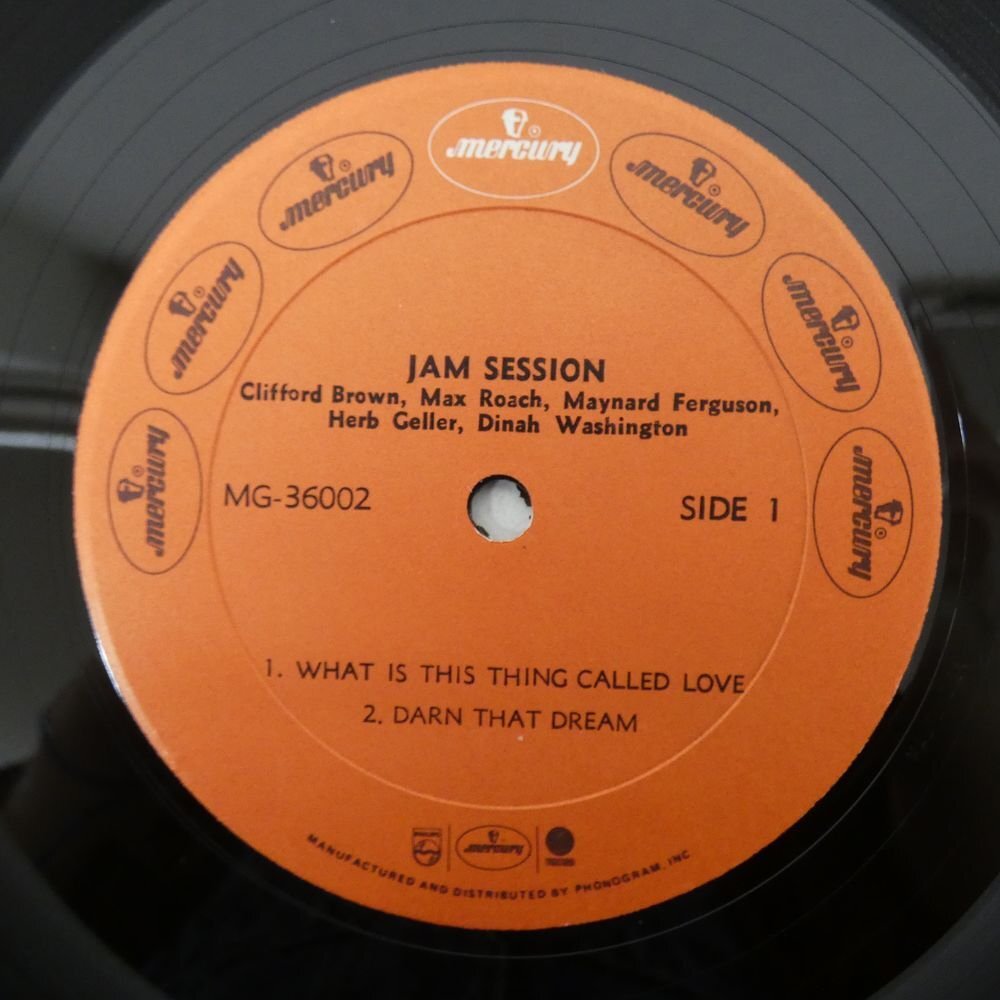 mercury
mercury
mercury
mercury
mercury
mercury
mercury
JAM SESSION
Clifford Brown, Max Roach, Maynard Ferguson,
Herb Geller, Dinah Washington
MG-36002
SIDE 1
1. WHAT IS THIS THING CALLED LOVE
2. DARN THAT DREAM
PHILIPS
mercury
MANUFACTURED AND DISTRIBUTED BY PHONOGRAM, INC